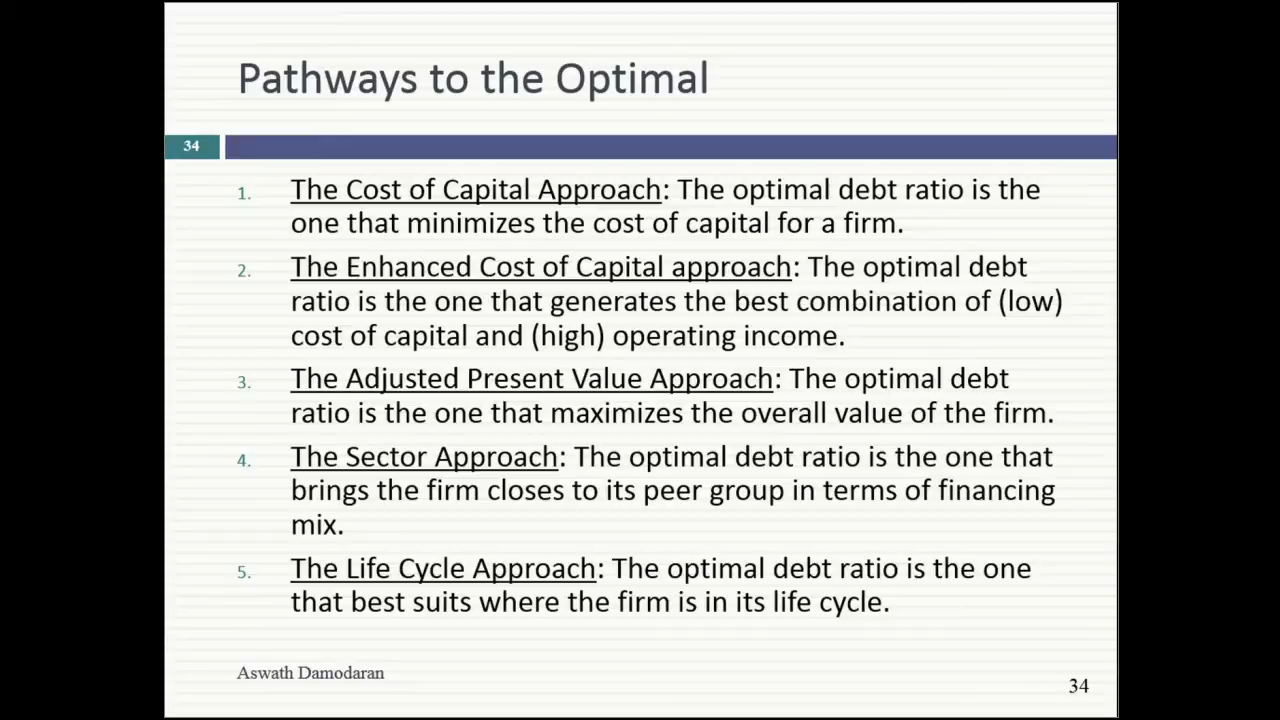 Pathways to the Optimal
34
1. The Cost of Capital Approach: The optimal debt ratio is the
one that minimizes the cost of capital for a firm.
2. The Enhanced Cost of Capital approach: The optimal debt
ratio is the one that generates the best combination of (low)
cost of capital and (high) operating income.
3. The Adjusted Present Value Approach: The optimal debt
ratio is the one that maximizes the overall value of the firm.
4. The Sector Approach: The optimal debt ratio is the one that
brings the firm closes to its peer group in terms of financing
mix.
5. The Life Cycle Approach: The optimal debt ratio is the one
that best suits where the firm is in its life cycle.
Aswath Damodaran
34